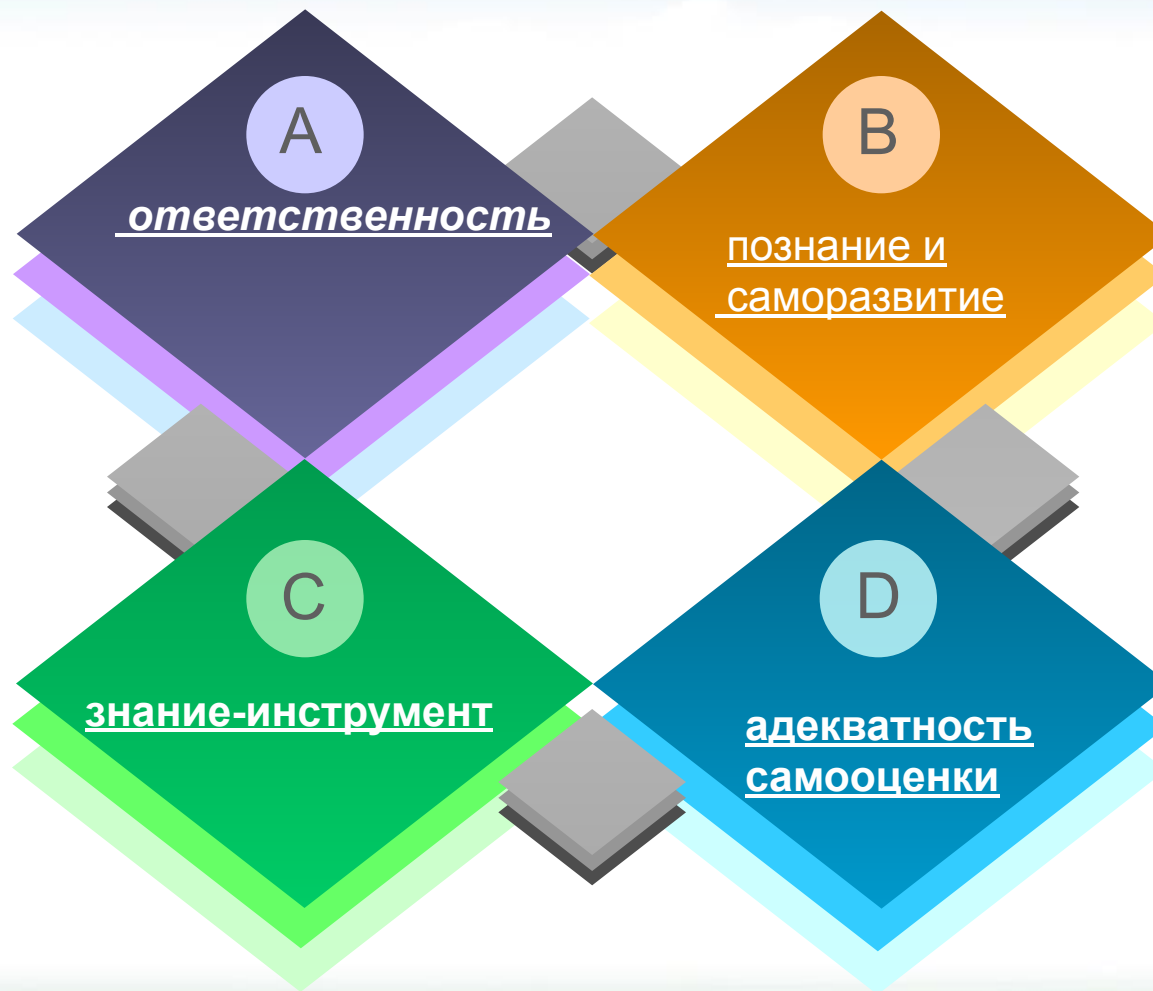 A
ответственность
B
познание и
саморазвитие
C
знание-инструмент
D
адекватность
самооценки